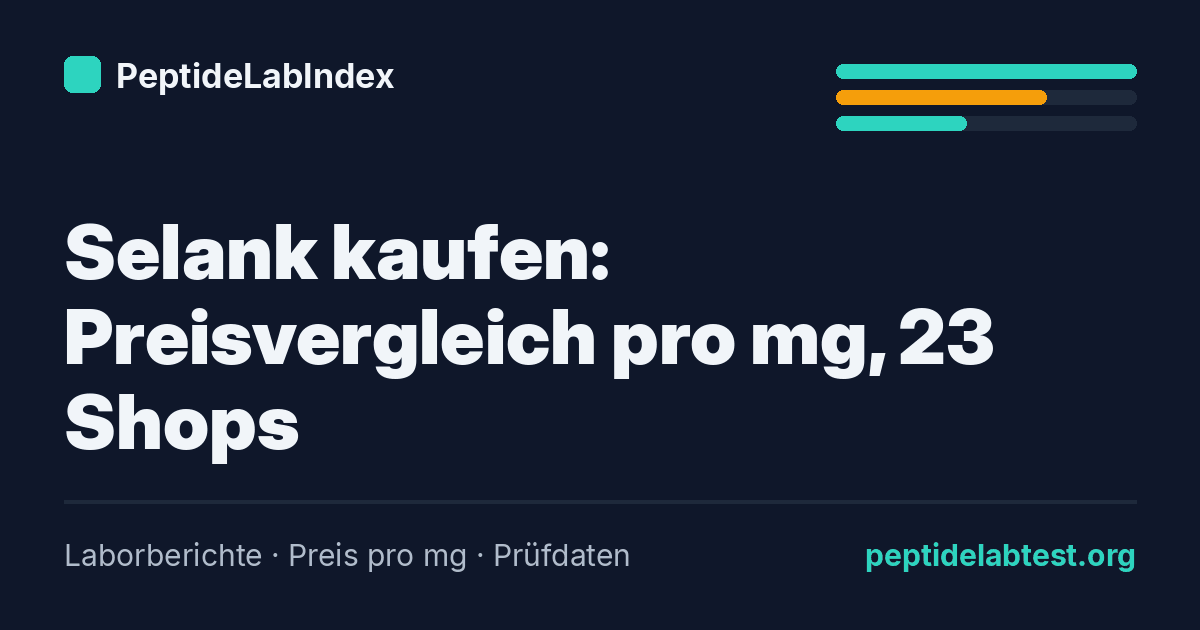 PeptideLabIndex
Selank kaufen:
Preisvergleich pro mg, 23
Shops
Laborberichte · Preis pro mg · Prüfdaten
peptidelabtest.org